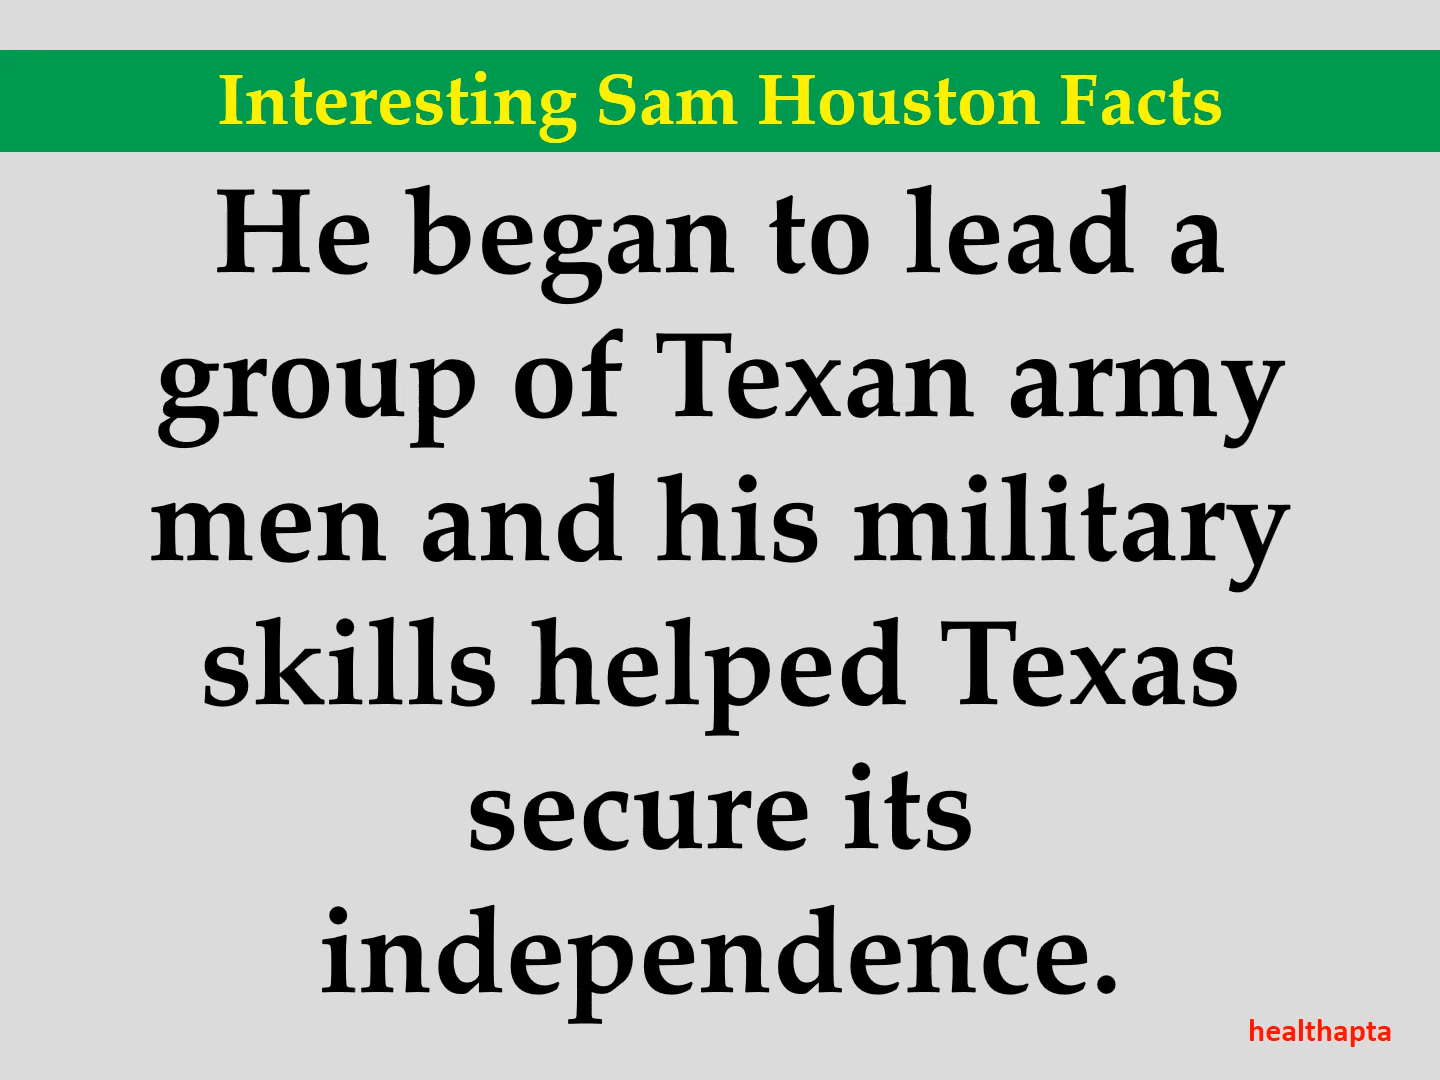 Interesting Sam Houston Facts
He began to lead a
group of Texan army
men and his military
skills helped Texas
secure its
independence.
healthapta